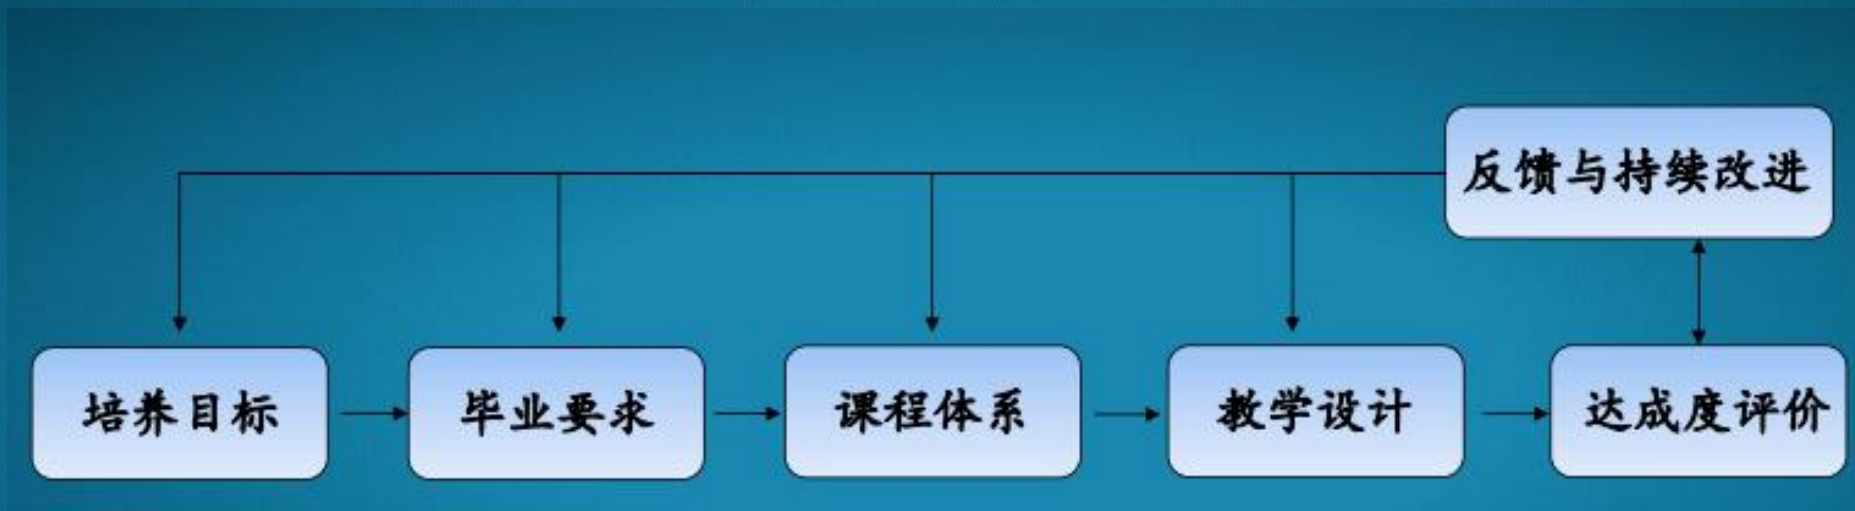 反馈与持续改进
培养目标
毕业要求
课程体系
教学设计
达成度评价